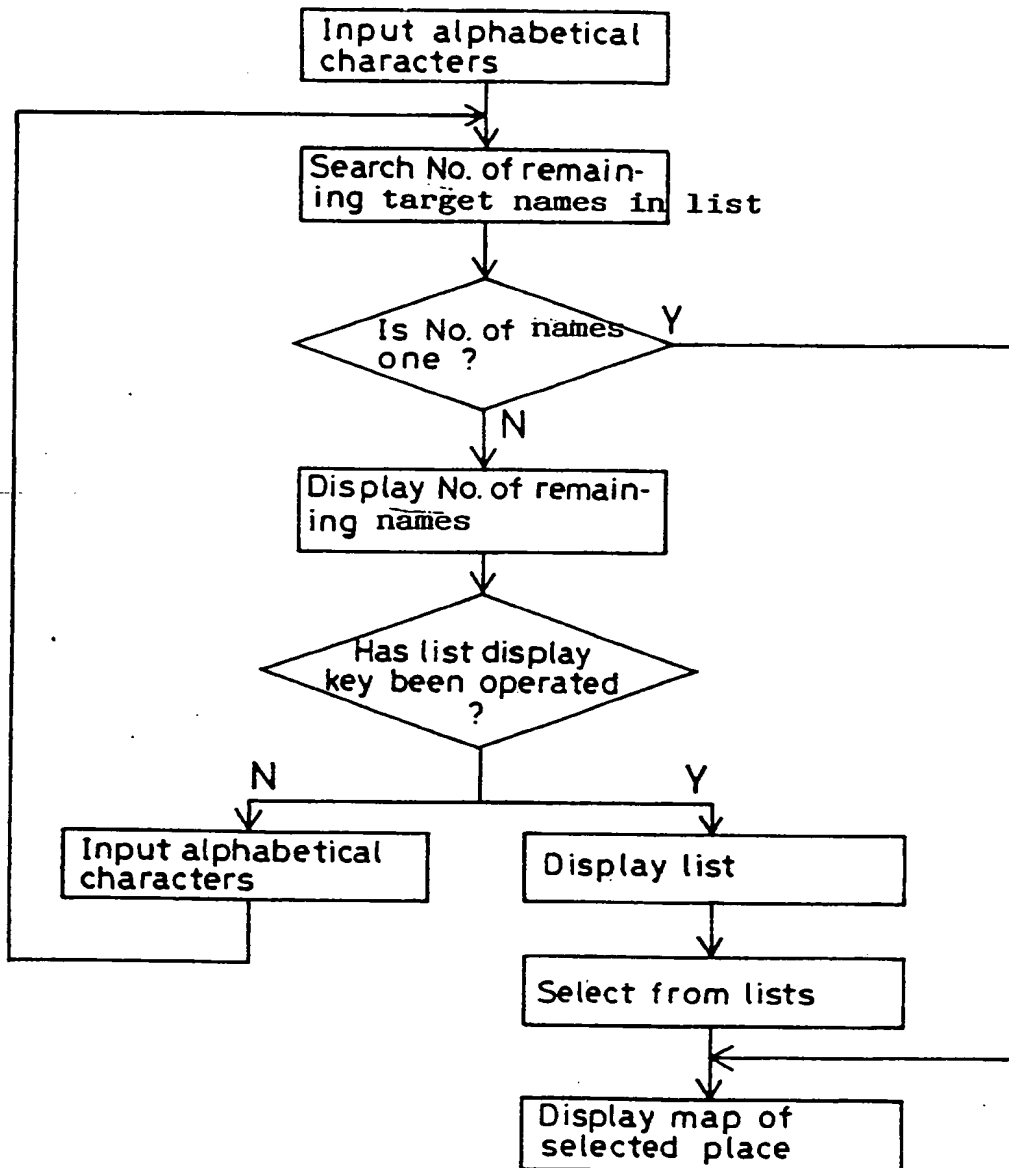 Input alphabetical
characters
Search No. of remain-
ing target names in list
Is No. of names
one ?
Y
N
Display No. of remain-
ing names
Has list display
key been operated
?
N
Y
Input alphabetical
characters
Display list
Select from lists
Display map of
selected place